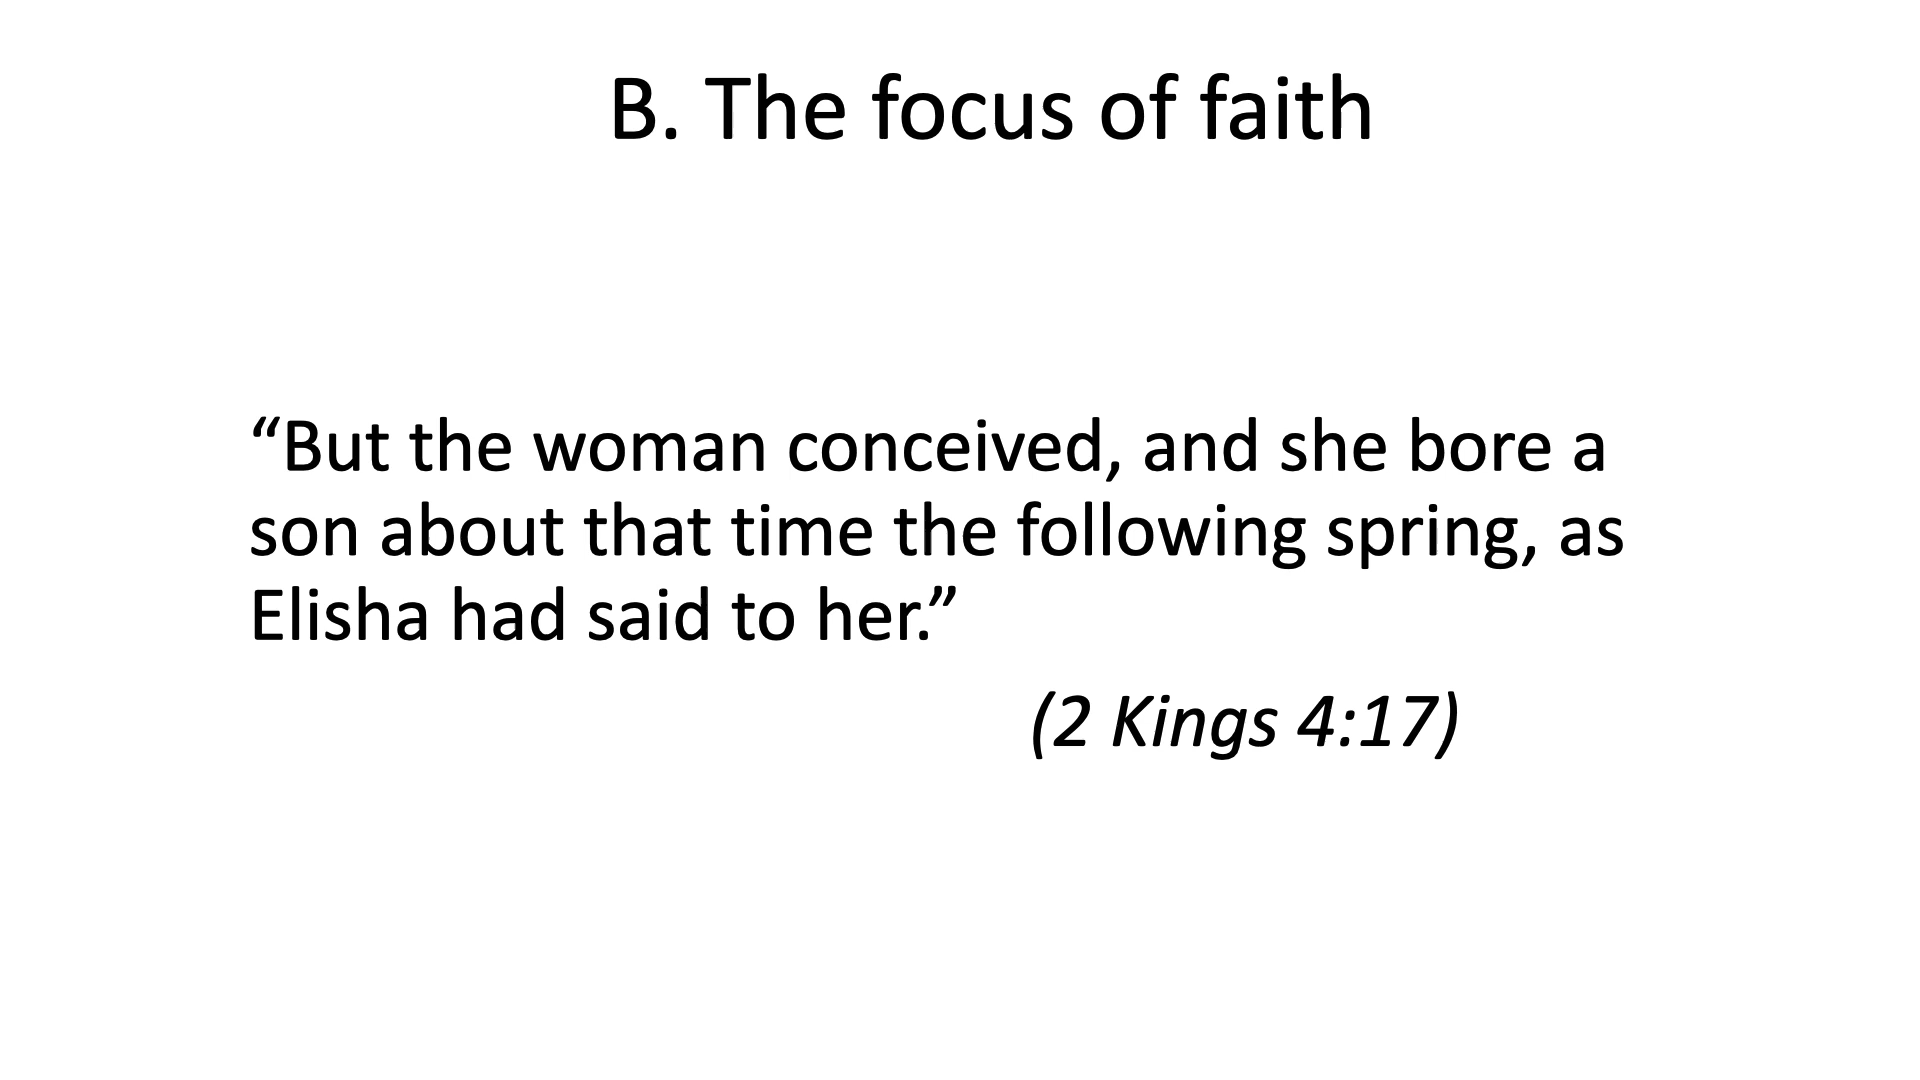 B. The focus of faith
“But the woman conceived, and she bore a
son about that time the following spring, as
Elisha had said to her.”
(2 Kings 4:17)